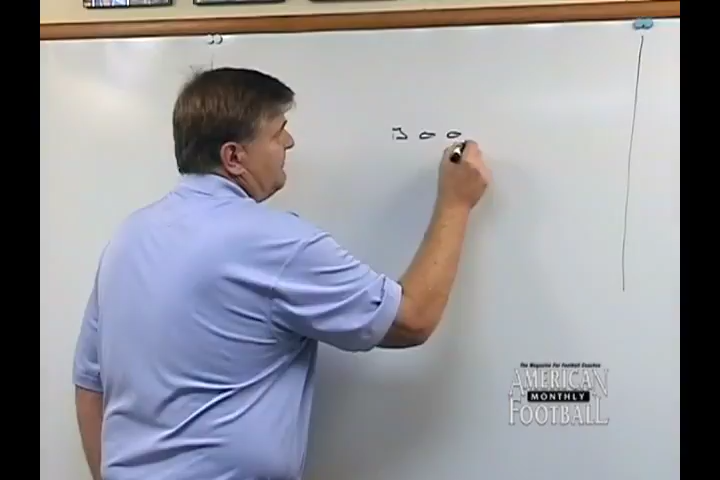 The Magazine For Football Coaches
AMERICAN
MONTHLY
FOOTBALL